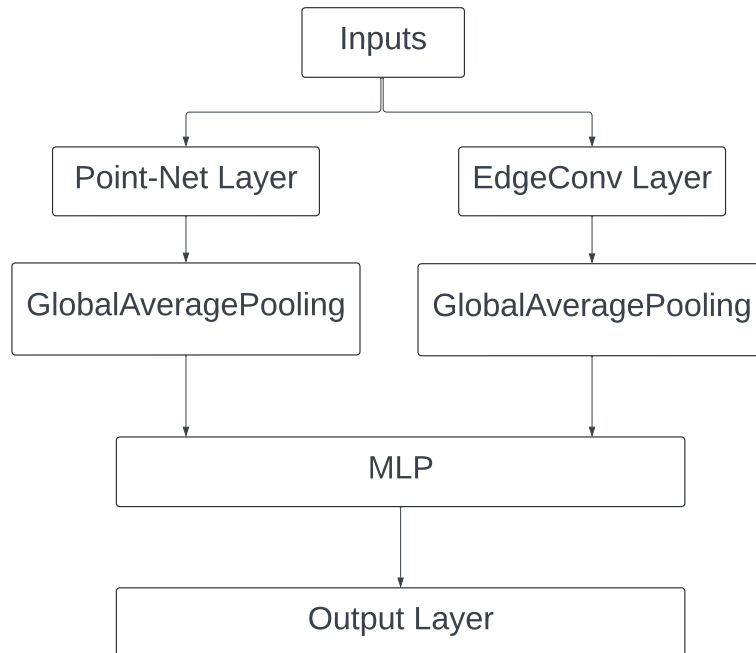 Inputs
Point-Net Layer
EdgeConv Layer
GlobalAveragePooling
GlobalAveragePooling
MLP
Output Layer